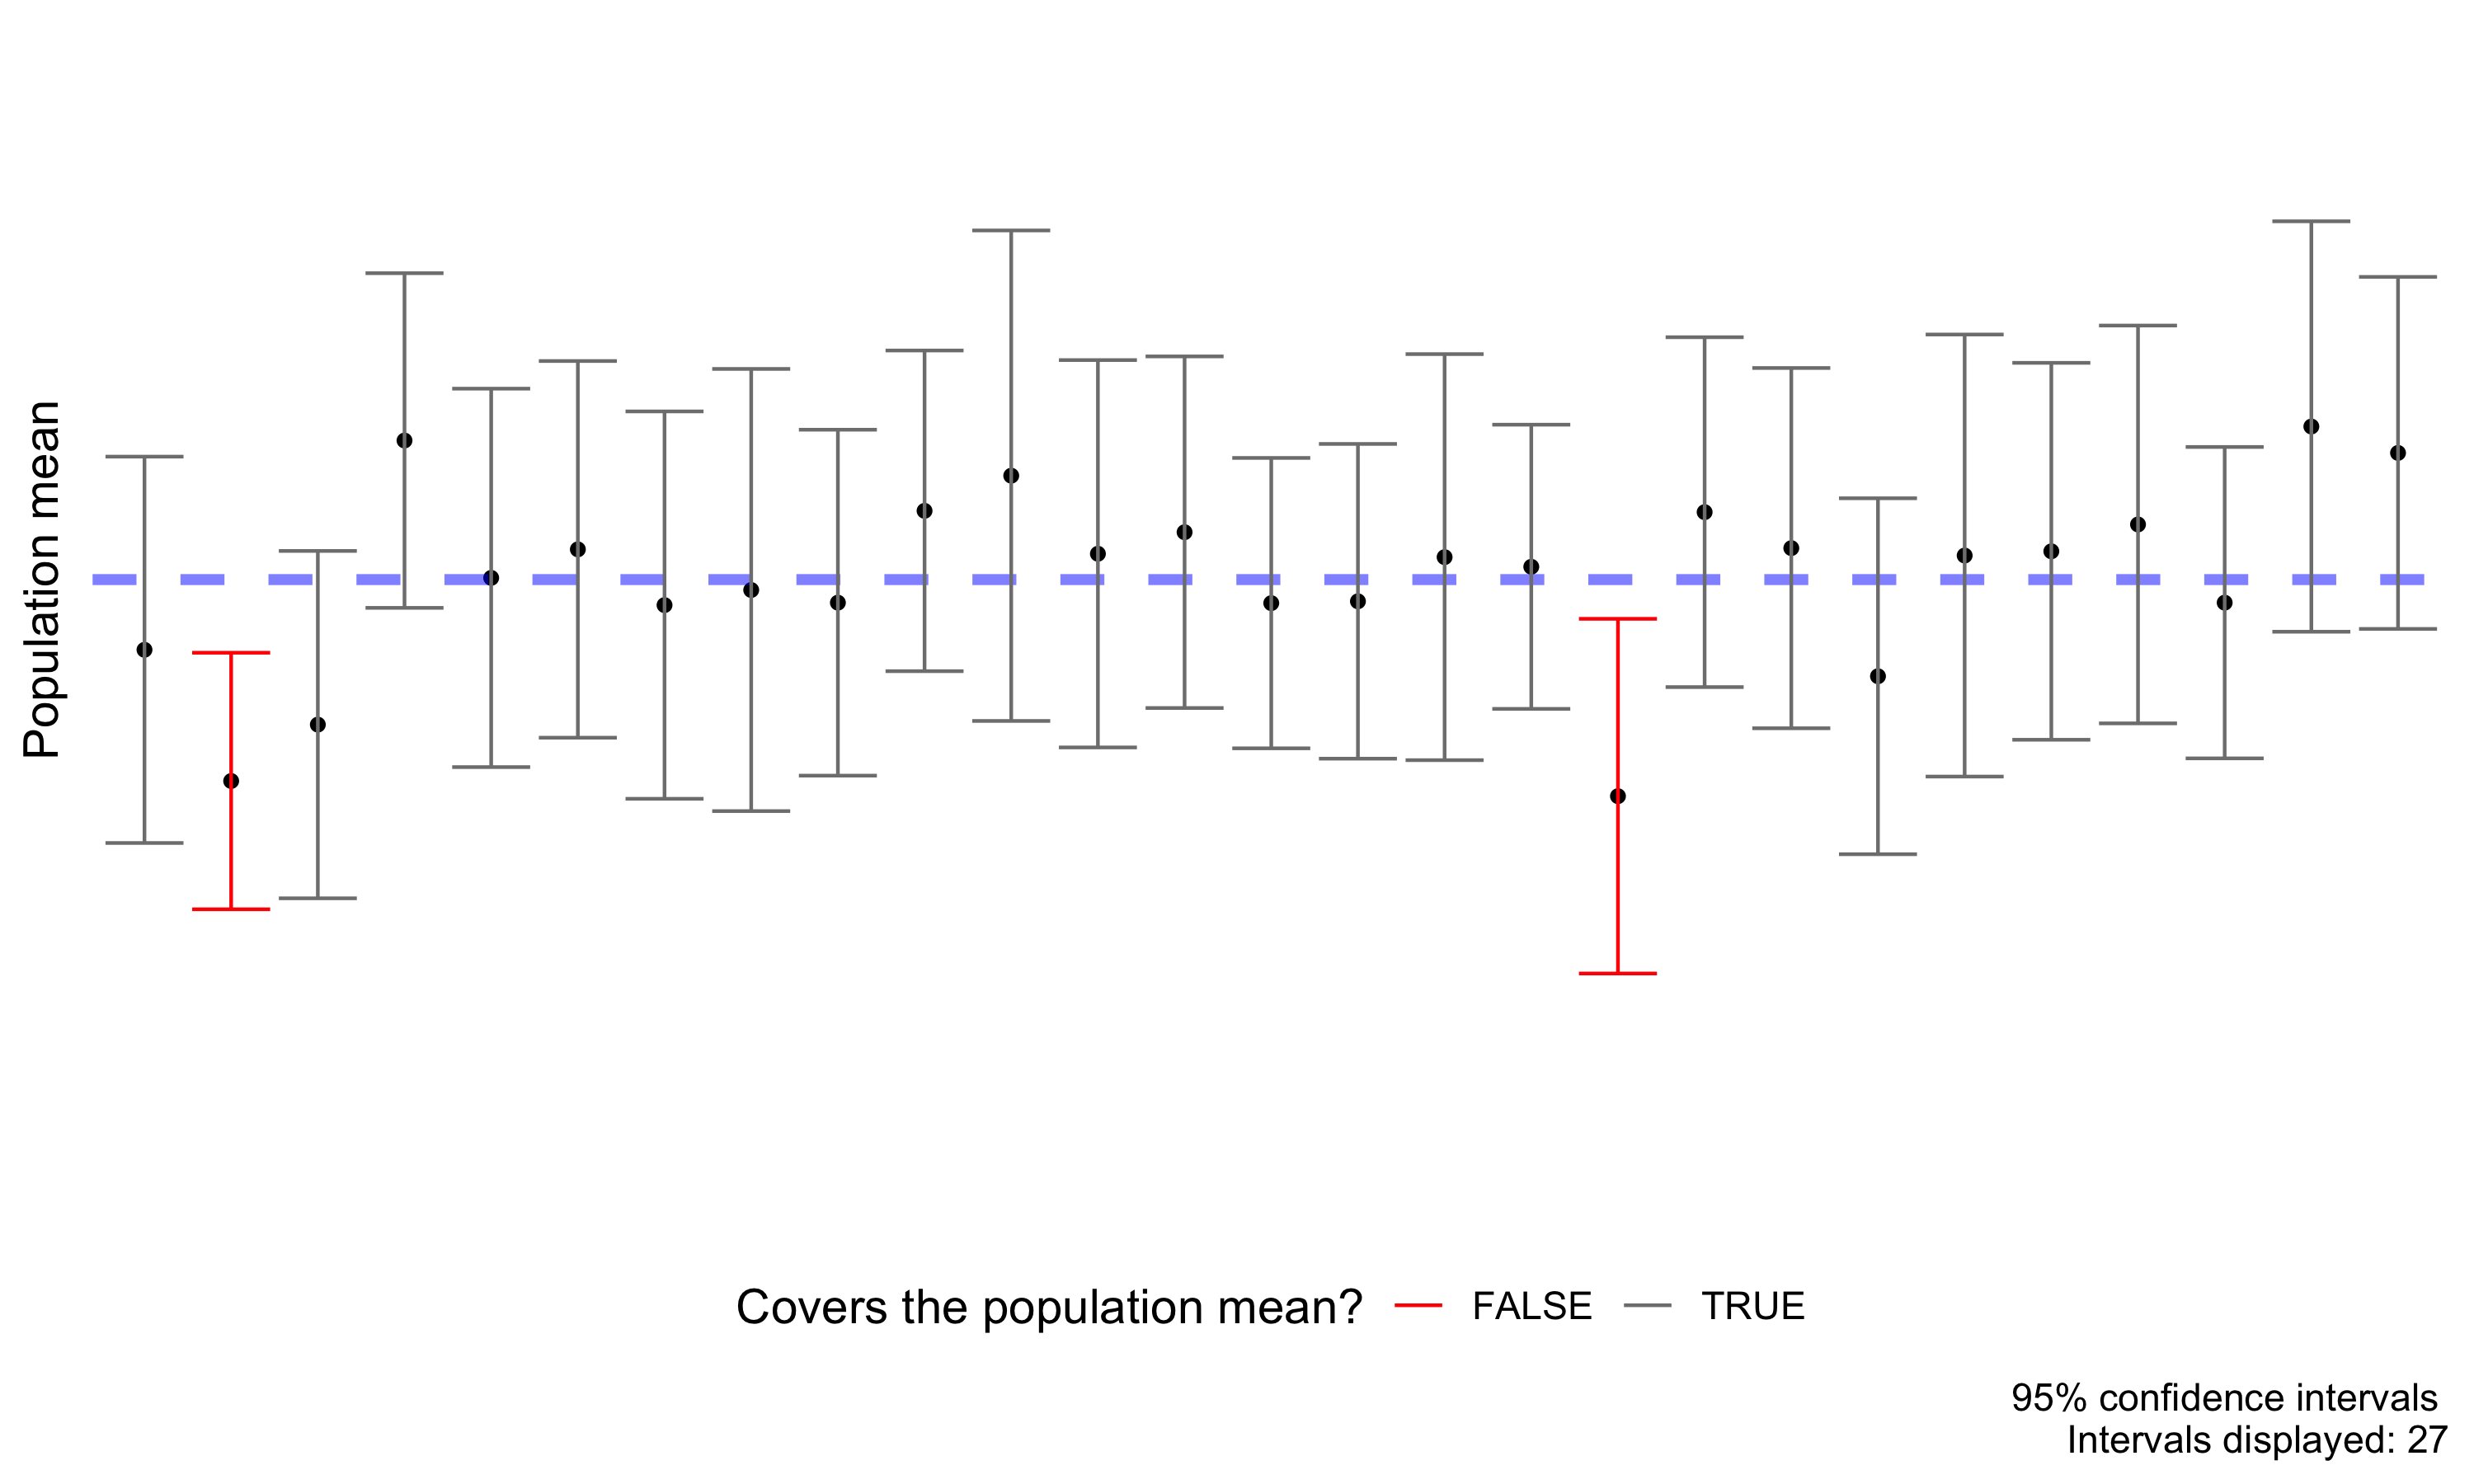 Population mean
Covers the population mean? FALSE TRUE
95% confidence intervals
Intervals displayed: 27